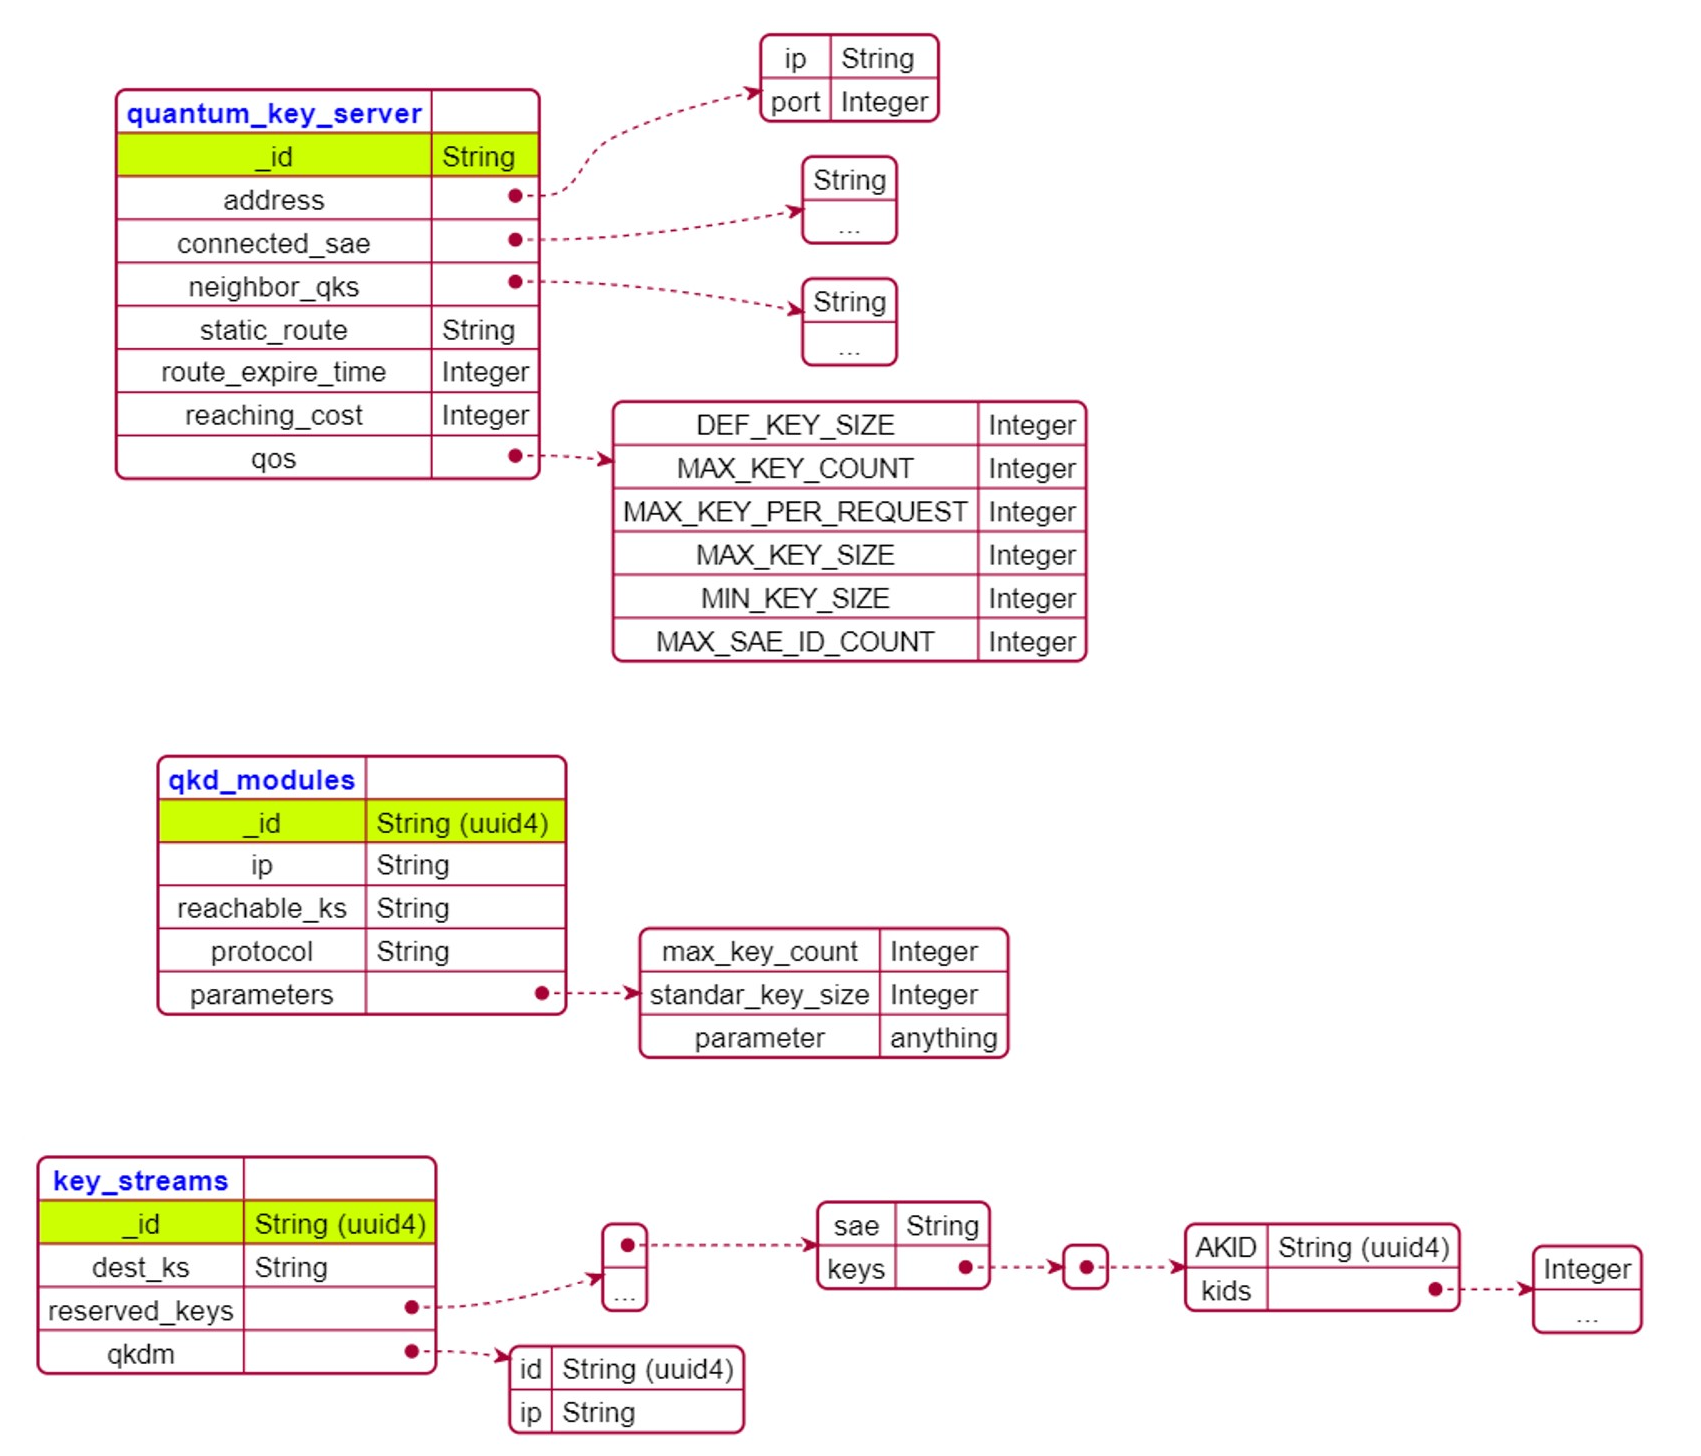 quantum_key_server
_id String
address
connected_sae
neighbor_qks
static_route String
route_expire_time Integer
reaching_cost Integer
qos
ip String
port Integer
String
...
String
...
DEF_KEY_SIZE Integer
MAX_KEY_COUNT Integer
MAX_KEY_PER_REQUEST Integer
MAX_KEY_SIZE Integer
MIN_KEY_SIZE Integer
MAX_SAE_ID_COUNT Integer
qkd_modules
_id String (uuid4)
ip String
reachable_ks String
protocol String
parameters
max_key_count Integer
standar_key_size Integer
parameter anything
key_streams
_id String (uuid4)
dest_ks String
reserved_keys
qkdm
...
sae String
keys
AKID String (uuid4)
kids
Integer
...
id String (uuid4)
ip String